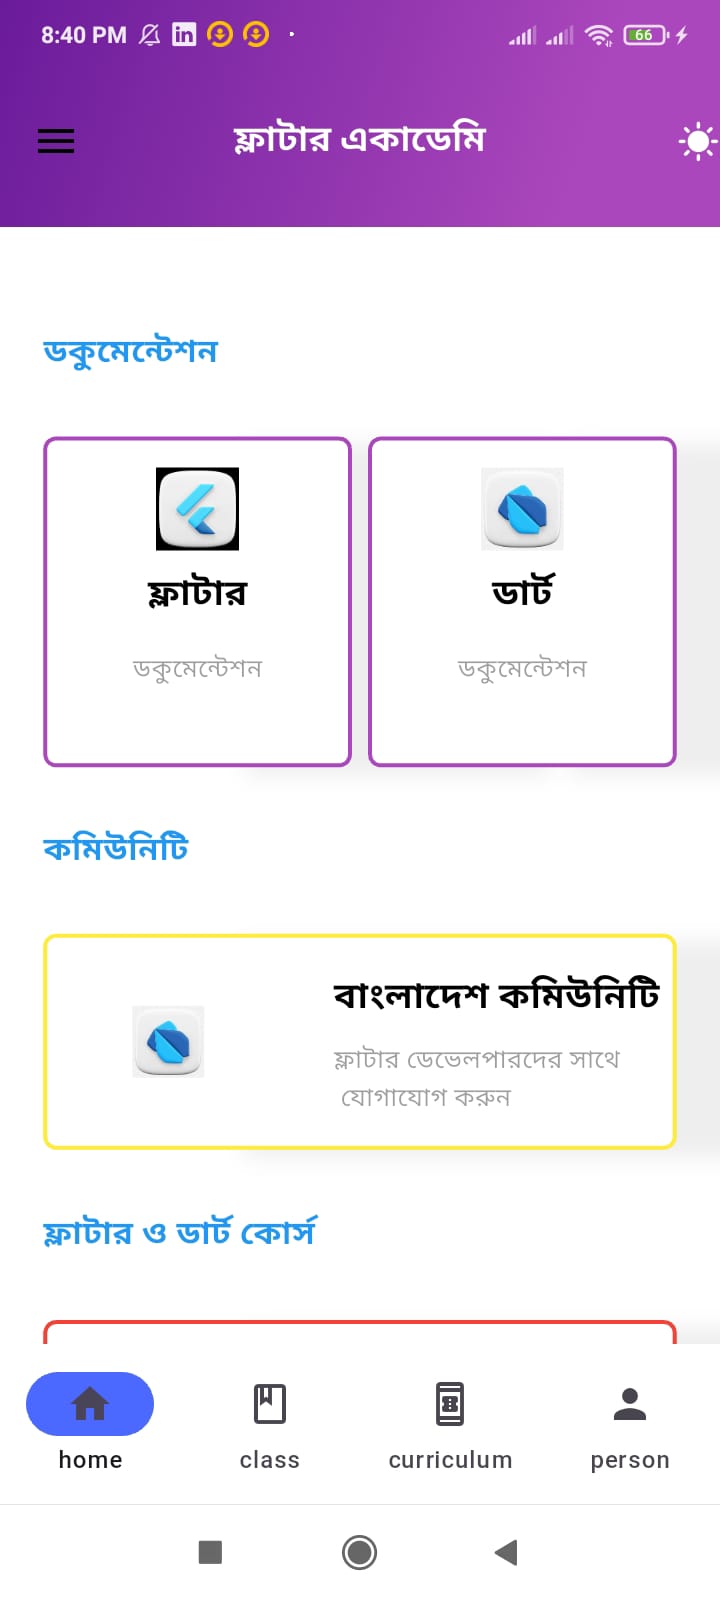 8:40 PM
66
ফ্লাটার একাডেমি
ডকুমেন্টেশন
ফ্লাটার
ডকুমেন্টেশন
ডার্ট
ডকুমেন্টেশন
কমিউনিটি
বাংলাদেশ কমিউনিটি
ফ্লাটার ডেভেলপারদের সাথে
যোগাযোগ করুন
ফ্লাটার ও ডার্ট কোর্স
home
class
curriculum
person